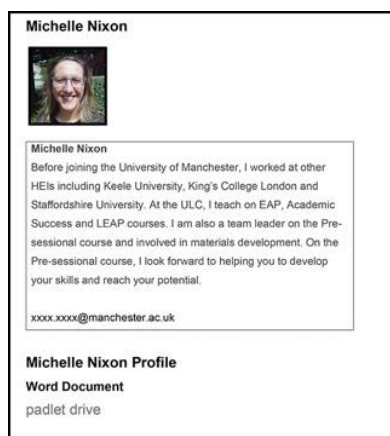 Michelle Nixon
Michelle Nixon
Before joining the University of Manchester, I worked at other
HEIs including Keele University, King's College London and
Staffordshire University. At the ULC, I teach on EAP, Academic
Success and LEAP courses. I am also a team leader on the Pre-
sessional course and involved in materials development. On the
Pre-sessional course, I look forward to helping you to develop
your skills and reach your potential.
xxxx.xxxx@manchester.ac.uk
Michelle Nixon Profile
Word Document
padlet drive